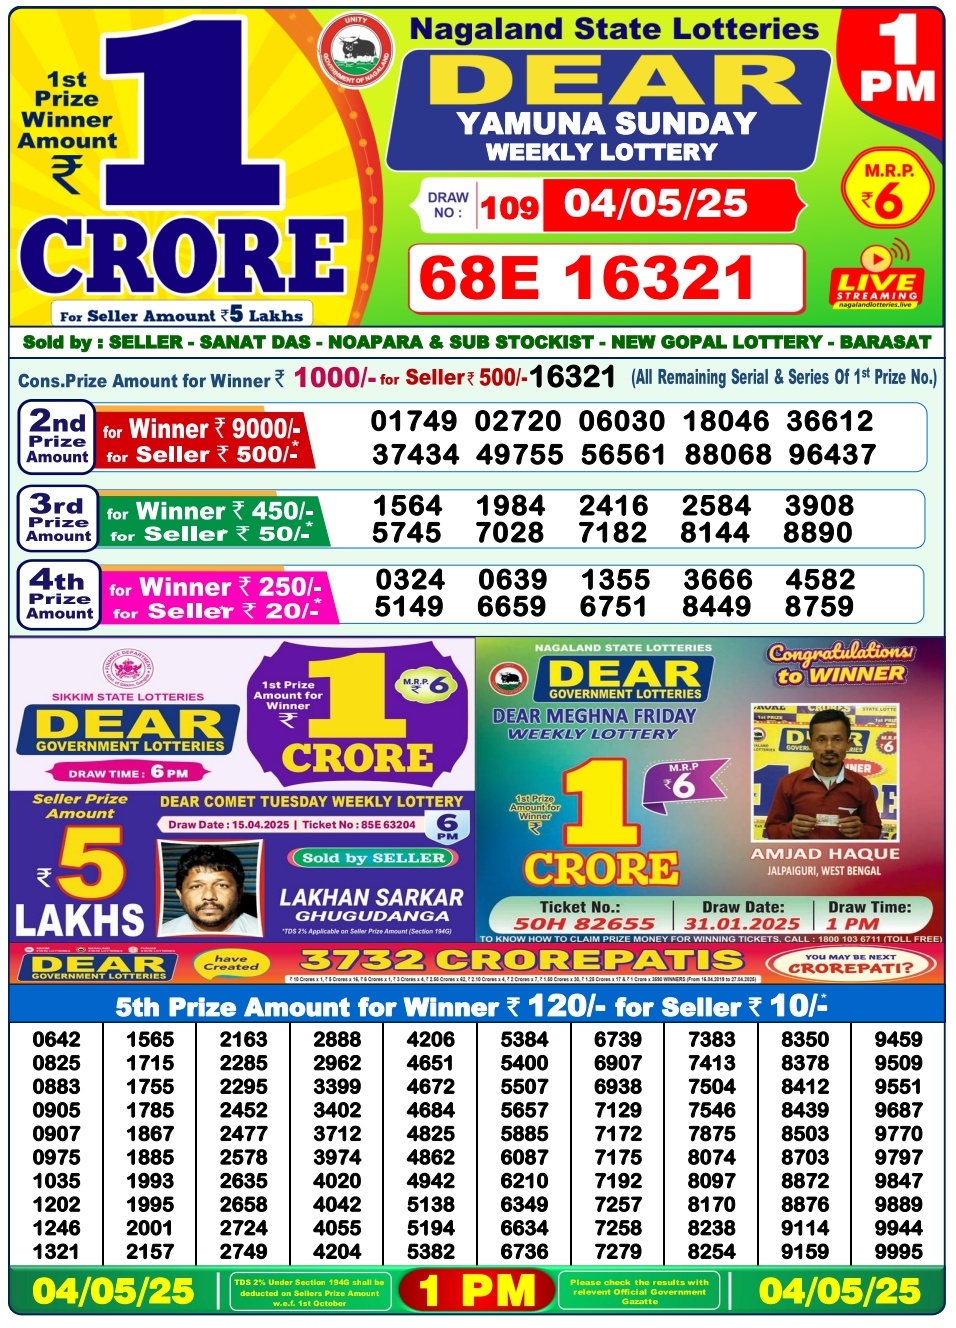 1st
Prize
Winner
Amount
₹
1
CRORE
For Seller Amount ₹5 Lakhs
UNITY
GOVERNMENT OF NAGALAND
Nagaland State Lotteries
DEAR
YAMUNA SUNDAY
WEEKLY LOTTERY
1
PM
DRAW
NO :
109
04/05/25
M.R.P.
₹6
68E 16321
LIVE
STREAMING
nagalandlotteries.live
Sold by : SELLER - SANAT DAS - NOAPARA & SUB STOCKIST - NEW GOPAL LOTTERY - BARASAT
Cons.Prize Amount for Winner ₹ 1000/- for Seller ₹ 500/- 16321 (All Remaining Serial & Series Of 1st Prize No.)
2nd
Prize
Amount
for Winner ₹ 9000/-
for Seller ₹ 500/-*
01749 02720 06030 18046 36612
37434 49755 56561 88068 96437
3rd
Prize
Amount
for Winner ₹ 450/-
for Seller ₹ 50/-*
1564 1984 2416 2584 3908
5745 7028 7182 8144 8890
4th
Prize
Amount
for Winner ₹ 250/-
for Seller ₹ 20/-*
0324 0639 1355 3666 4582
5149 6659 6751 8449 8759
SIKKIM STATE LOTTERIES
DEAR
GOVERNMENT LOTTERIES
DRAW TIME : 6 PM
1st Prize
Amount for
Winner
₹
1
CRORE
M.R.P.
₹6
Seller Prize
Amount
₹5
LAKHS
DEAR COMET TUESDAY WEEKLY LOTTERY
Draw Date : 15.04.2025 | Ticket No : 85E 63204
6
PM
Sold by SELLER
LAKHAN SARKAR
GHUGUDANGA
*TDS 2% Applicable on Seller Prize Amount (Section 194G)
NAGALAND STATE LOTTERIES
DEAR
GOVERNMENT LOTTERIES
DEAR MEGHNA FRIDAY
WEEKLY LOTTERY
1st Prize
Amount for
Winner
₹
1
CRORE
M.R.P
₹6
Congratulations
to WINNER
AMJAD HAQUE
JALPAIGURI, WEST BENGAL
Ticket No.: Draw Date: Draw Time:
50H 82655 31.01.2025 1 PM
TO KNOW HOW TO CLAIM PRIZE MONEY FOR WINNING TICKETS, CALL : 1800 103 6711 (TOLL FREE)
DEAR
GOVERNMENT LOTTERIES
have
Created
3732 CROREPATIS
YOU MAY BE NEXT
CROREPATI?
5th Prize Amount for Winner ₹ 120/- for Seller ₹ 10/-*
0642 1565 2163 2888 4206 5384 6739 7383 8350 9459
0825 1715 2285 2962 4651 5400 6907 7413 8378 9509
0883 1755 2295 3399 4672 5507 6938 7504 8412 9551
0905 1785 2452 3402 4684 5657 7129 7546 8439 9687
0907 1867 2477 3712 4825 5885 7172 7875 8503 9770
0975 1885 2578 3974 4862 6087 7175 8074 8703 9797
1035 1993 2635 4020 4942 6210 7192 8097 8872 9847
1202 1995 2658 4042 5138 6349 7257 8170 8876 9889
1246 2001 2724 4055 5194 6634 7258 8238 9114 9944
1321 2157 2749 4204 5382 6736 7279 8254 9159 9995
04/05/25
TDS 2% Under Section 194G shall be
deducted on Sellers Prize Amount
w.e.f. 1st October
1 PM
Please check the results with
relevent Official Government
Gazatte
04/05/25